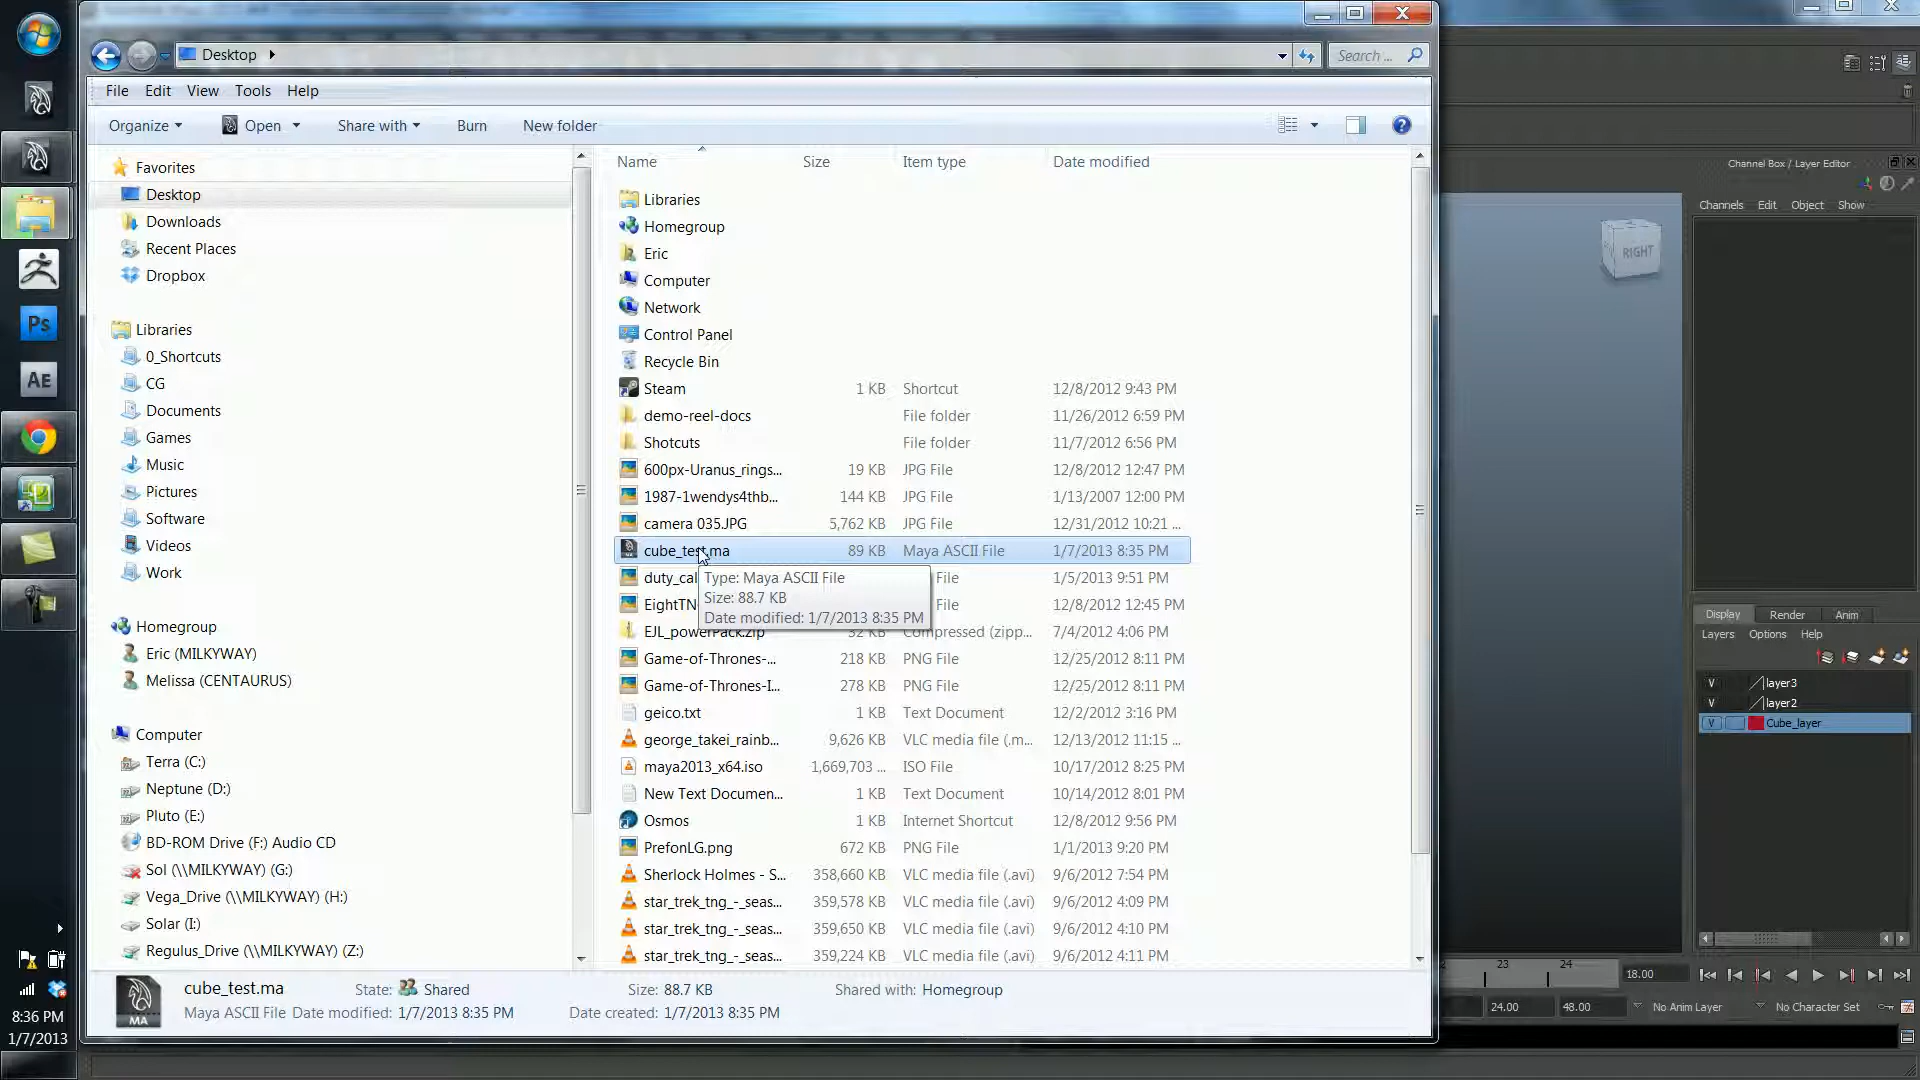 Desktop
Search ...
File Edit View Tools Help
Organize Open Share with Burn New folder
Favorites
Desktop
Downloads
Recent Places
Dropbox
Libraries
0_Shortcuts
CG
Documents
Games
Music
Pictures
Software
Videos
Work
Homegroup
Eric (MILKYWAY)
Melissa (CENTAURUS)
Computer
Terra (C:)
Neptune (D:)
Pluto (E:)
BD-ROM Drive (F:) Audio CD
Sol (\\MILKYWAY) (G:)
Vega_Drive (\\MILKYWAY) (H:)
Solar (I:)
Regulus_Drive (\\MILKYWAY) (Z:)
Name Size Item type Date modified
Libraries
Homegroup
Eric
Computer
Network
Control Panel
Recycle Bin
Steam 1 KB Shortcut 12/8/2012 9:43 PM
demo-reel-docs File folder 11/26/2012 6:59 PM
Shotcuts File folder 11/7/2012 6:56 PM
600px-Uranus_rings... 19 KB JPG File 12/8/2012 12:47 PM
1987-1wendys4thb... 144 KB JPG File 1/13/2007 12:00 PM
camera 035.JPG 5,762 KB JPG File 12/31/2012 10:21 ...
cube_test.ma 89 KB Maya ASCII File 1/7/2013 8:35 PM
duty_cal File 1/5/2013 9:51 PM
EightTN File 12/8/2012 12:45 PM
Type: Maya ASCII File
Size: 88.7 KB
Date modified: 1/7/2013 8:35 PM
EJL_powerPack.zip 32 KB Compressed (zipp... 7/4/2012 4:06 PM
Game-of-Thrones-... 218 KB PNG File 12/25/2012 8:11 PM
Game-of-Thrones-I... 278 KB PNG File 12/25/2012 8:11 PM
geico.txt 1 KB Text Document 12/2/2012 3:16 PM
george_takei_rainb... 9,626 KB VLC media file (.m... 12/13/2012 11:15 ...
maya2013_x64.iso 1,669,703 ... ISO File 10/17/2012 8:25 PM
New Text Documen... 1 KB Text Document 10/14/2012 8:01 PM
Osmos 1 KB Internet Shortcut 12/8/2012 9:56 PM
PrefonLG.png 672 KB PNG File 1/1/2013 9:20 PM
Sherlock Holmes - S... 358,660 KB VLC media file (.avi) 9/6/2012 7:54 PM
star_trek_tng_-_seas... 359,578 KB VLC media file (.avi) 9/6/2012 4:09 PM
star_trek_tng_-_seas... 359,650 KB VLC media file (.avi) 9/6/2012 4:10 PM
star_trek_tng_-_seas... 359,224 KB VLC media file (.avi) 9/6/2012 4:11 PM
MA
cube_test.ma State: Shared Size: 88.7 KB Shared with: Homegroup
Maya ASCII File Date modified: 1/7/2013 8:35 PM Date created: 1/7/2013 8:35 PM
Ps
AE
8:36 PM
1/7/2013
Channel Box / Layer Editor
Channels Edit Object Show
RIGHT
Display Render Anim
Layers Options Help
V layer3
V layer2
V Cube_layer
23 24 18.00
24.00 48.00 No Anim Layer No Character Set